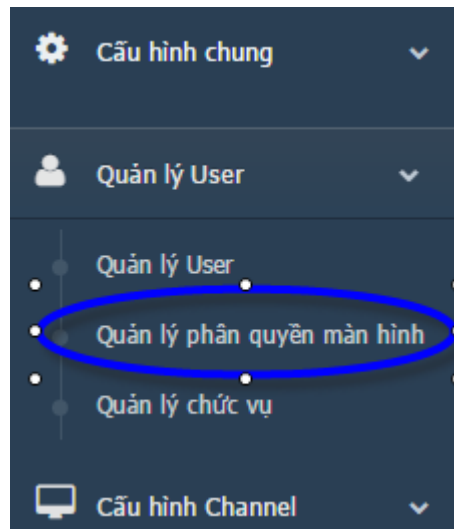 Cấu hình chung
Quản lý User
Quản lý User
Quản lý phân quyền màn hình
Quản lý chức vụ
Cấu hình Channel